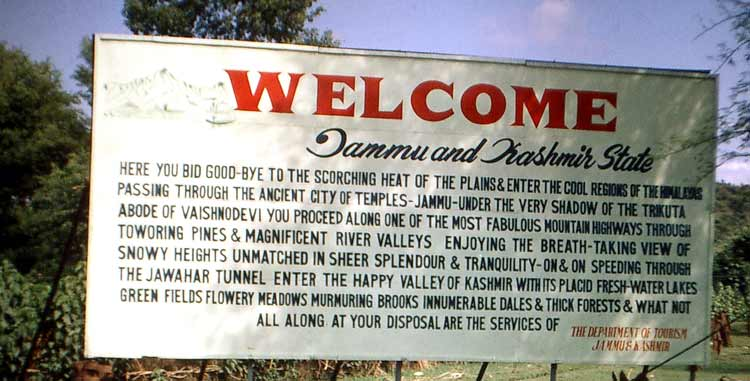 WELCOME
Jammu and Kashmir State
HERE YOU BID GOOD-BYE TO THE SCORCHING HEAT OF THE PLAINS & ENTER THE COOL REGIONS OF THE HIMALAYAS
PASSING THROUGH THE ANCIENT CITY OF TEMPLES-JAMMU-UNDER THE VERY SHADOW OF THE TRIKUTA
ABODE OF VAISHNODEVI YOU PROCEED ALONG ONE OF THE MOST FABULOUS MOUNTAIN HIGHWAYS THROUGH
TOWORING PINES & MAGNIFICENT RIVER VALLEYS ENJOYING THE BREATH-TAKING VIEW OF
SNOWY HEIGHTS UNMATCHED IN SHEER SPLENDOUR & TRANQUILITY-ON & ON SPEEDING THROUGH
THE JAWAHAR TUNNEL ENTER THE HAPPY VALLEY OF KASHMIR WITH ITS PLACID FRESH-WATER LAKES
GREEN FIELDS FLOWERY MEADOWS MURMURING BROOKS INNUMERABLE DALES & THICK FORESTS & WHAT NOT
ALL ALONG AT YOUR DISPOSAL ARE THE SERVICES OF THE DEPARTMENT OF TOURISM
JAMMU & KASHMIR